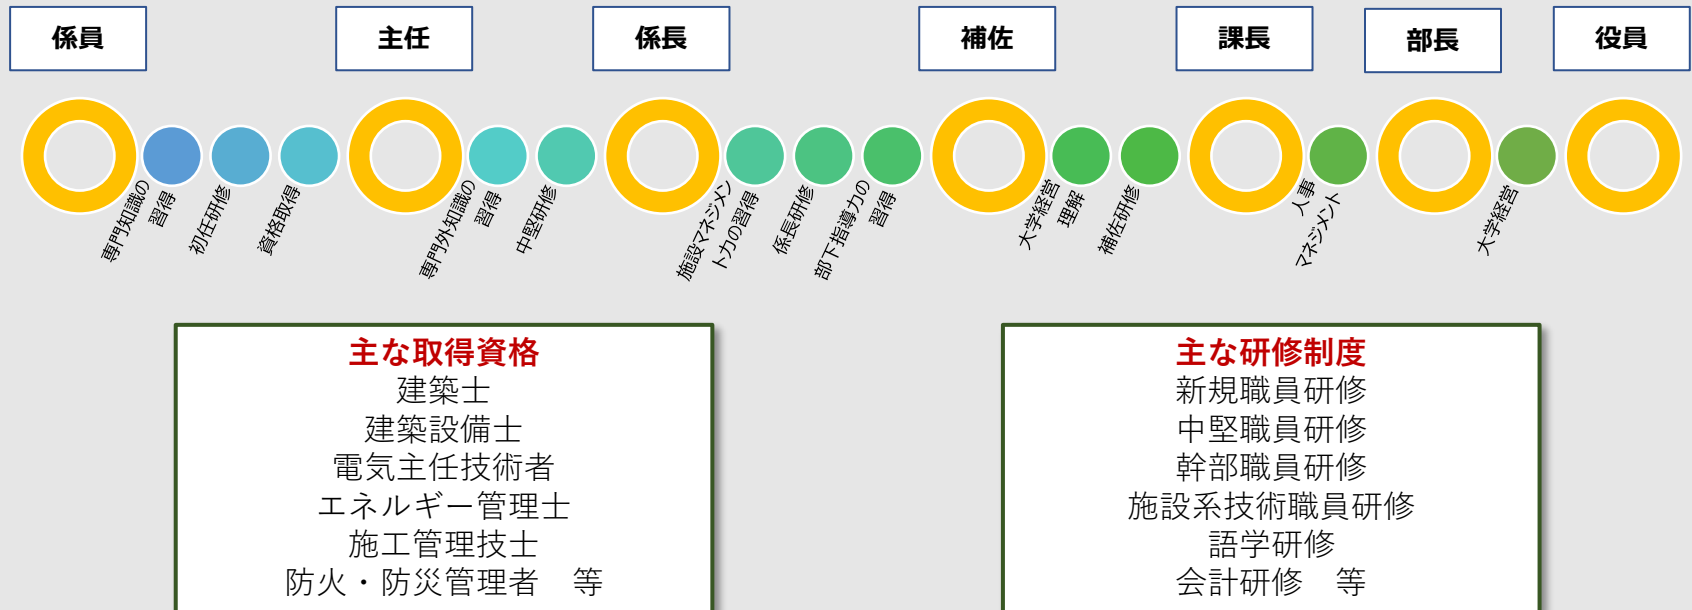 係員
主任
係長
補佐
課長
部長
役員
専門知識の
習得
初任研修
資格取得
専門外知識の
習得
中堅研修
施設マネジメン
ト力の習得
係長研修
部下指導力の
習得
大学経営
理解
補佐研修
人事
マネジメント
大学経営
主な取得資格
建築士
建築設備士
電気主任技術者
エネルギー管理士
施工管理技士
防火・防災管理者　等
主な研修制度
新規職員研修
中堅職員研修
幹部職員研修
施設系技術職員研修
語学研修
会計研修　等